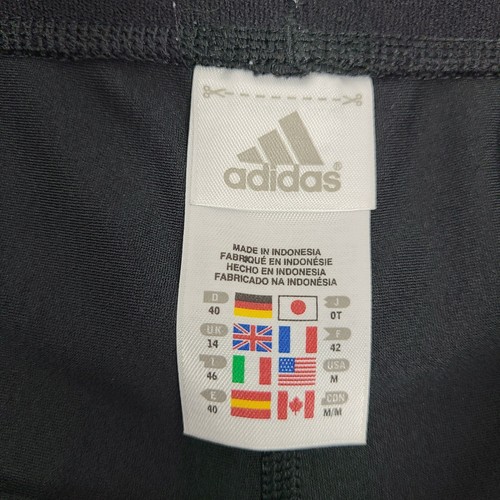 adidas®
MADE IN INDONESIA
FABRIQUÉ EN INDONÉSIE
HECHO EN INDONESIA
FABRICADO NA INDONÉSIA
D J
40 OT
UK F
14 42
I USA
46 M
E CDN
40 M/M